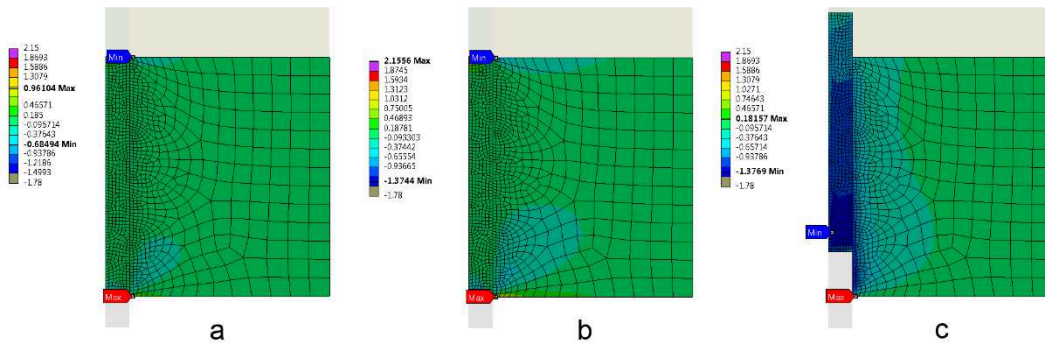 2.15
1.8693
1.5886
1.3079
0.96104 Max
0.46571
0.185
-0.095714
-0.37643
-0.68494 Min
-0.93786
-1.2186
-1.4993
-1.78
Min
Max
a
2.1556 Max
1.8745
1.5934
1.3123
1.0312
0.75005
0.46893
0.18781
-0.093303
-0.37442
-0.65554
-0.93665
-1.3744 Min
-1.78
Min
Max
b
2.15
1.8693
1.5886
1.3079
1.0271
0.74643
0.46571
0.18157 Max
-0.095714
-0.37643
-0.65714
-0.93786
-1.3769 Min
-1.78
Min
Max
c